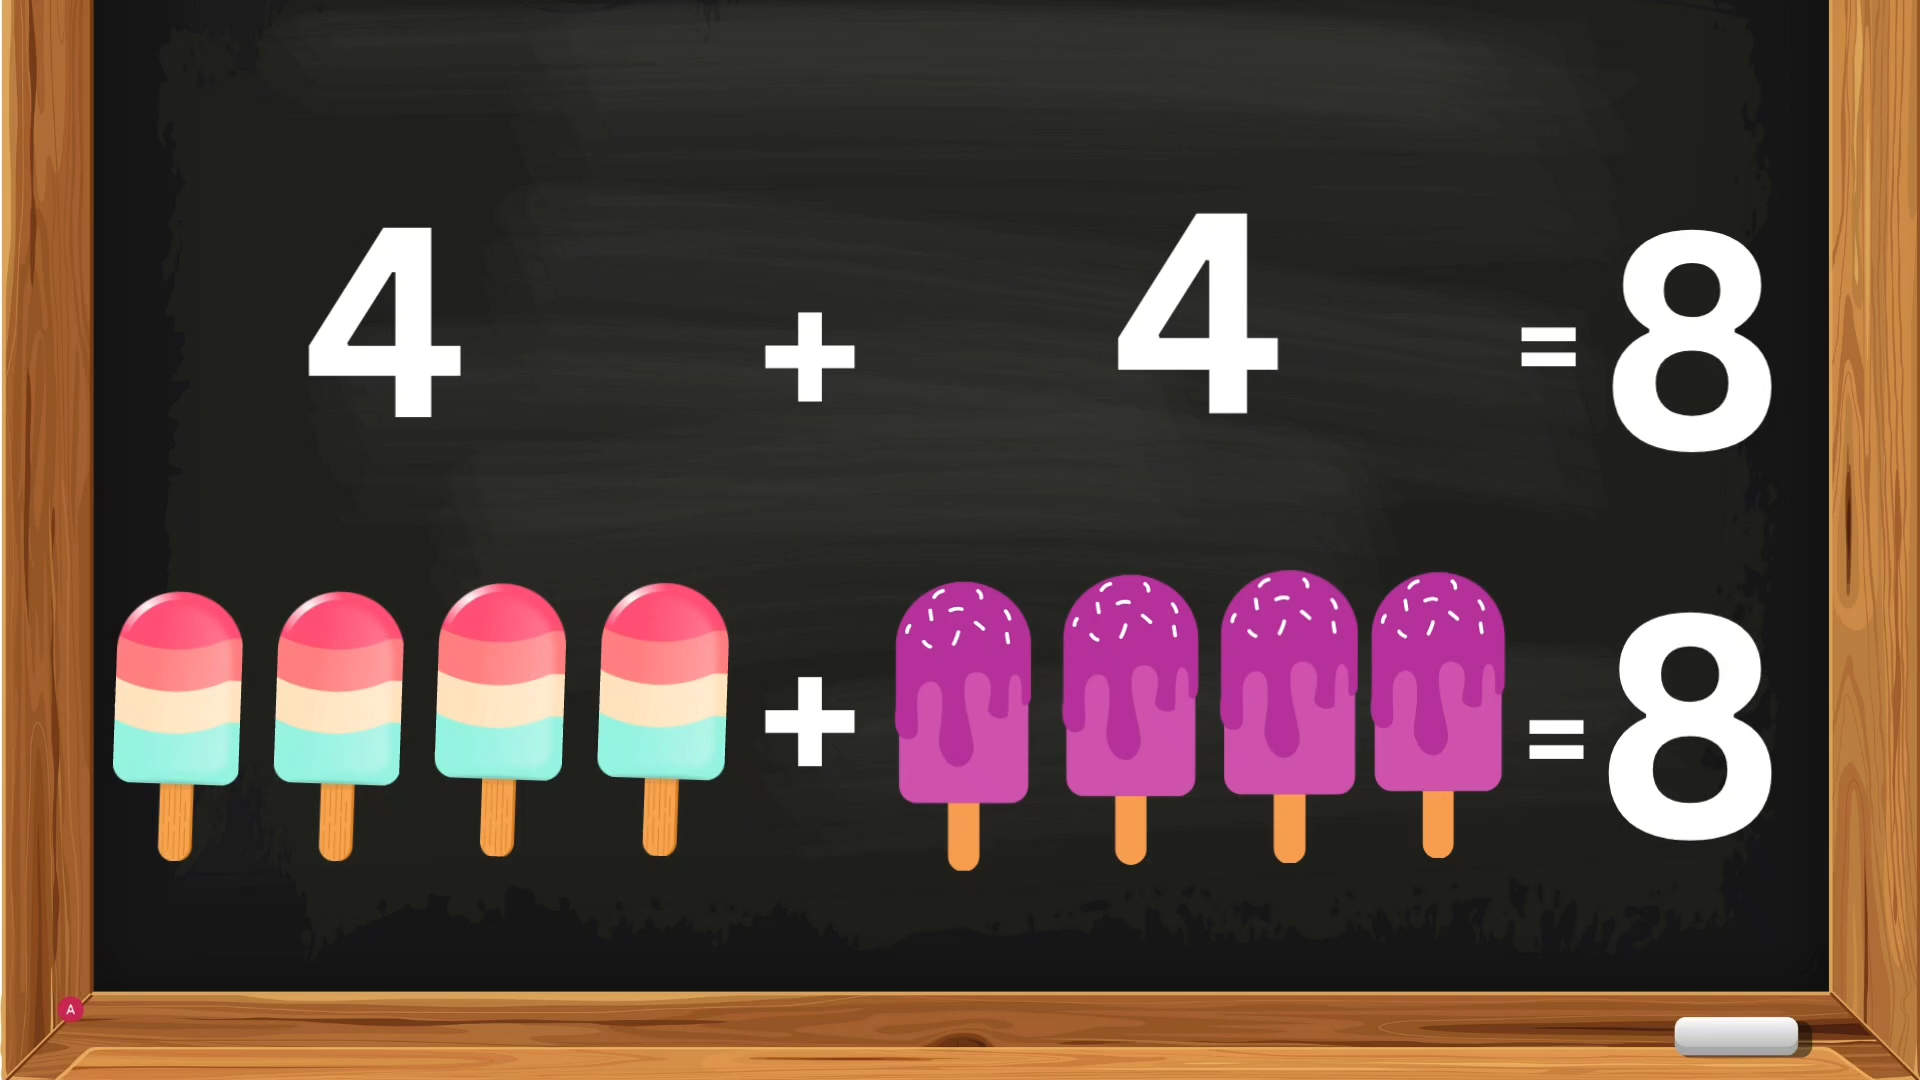 4 + 4 = 8
+ = 8
A